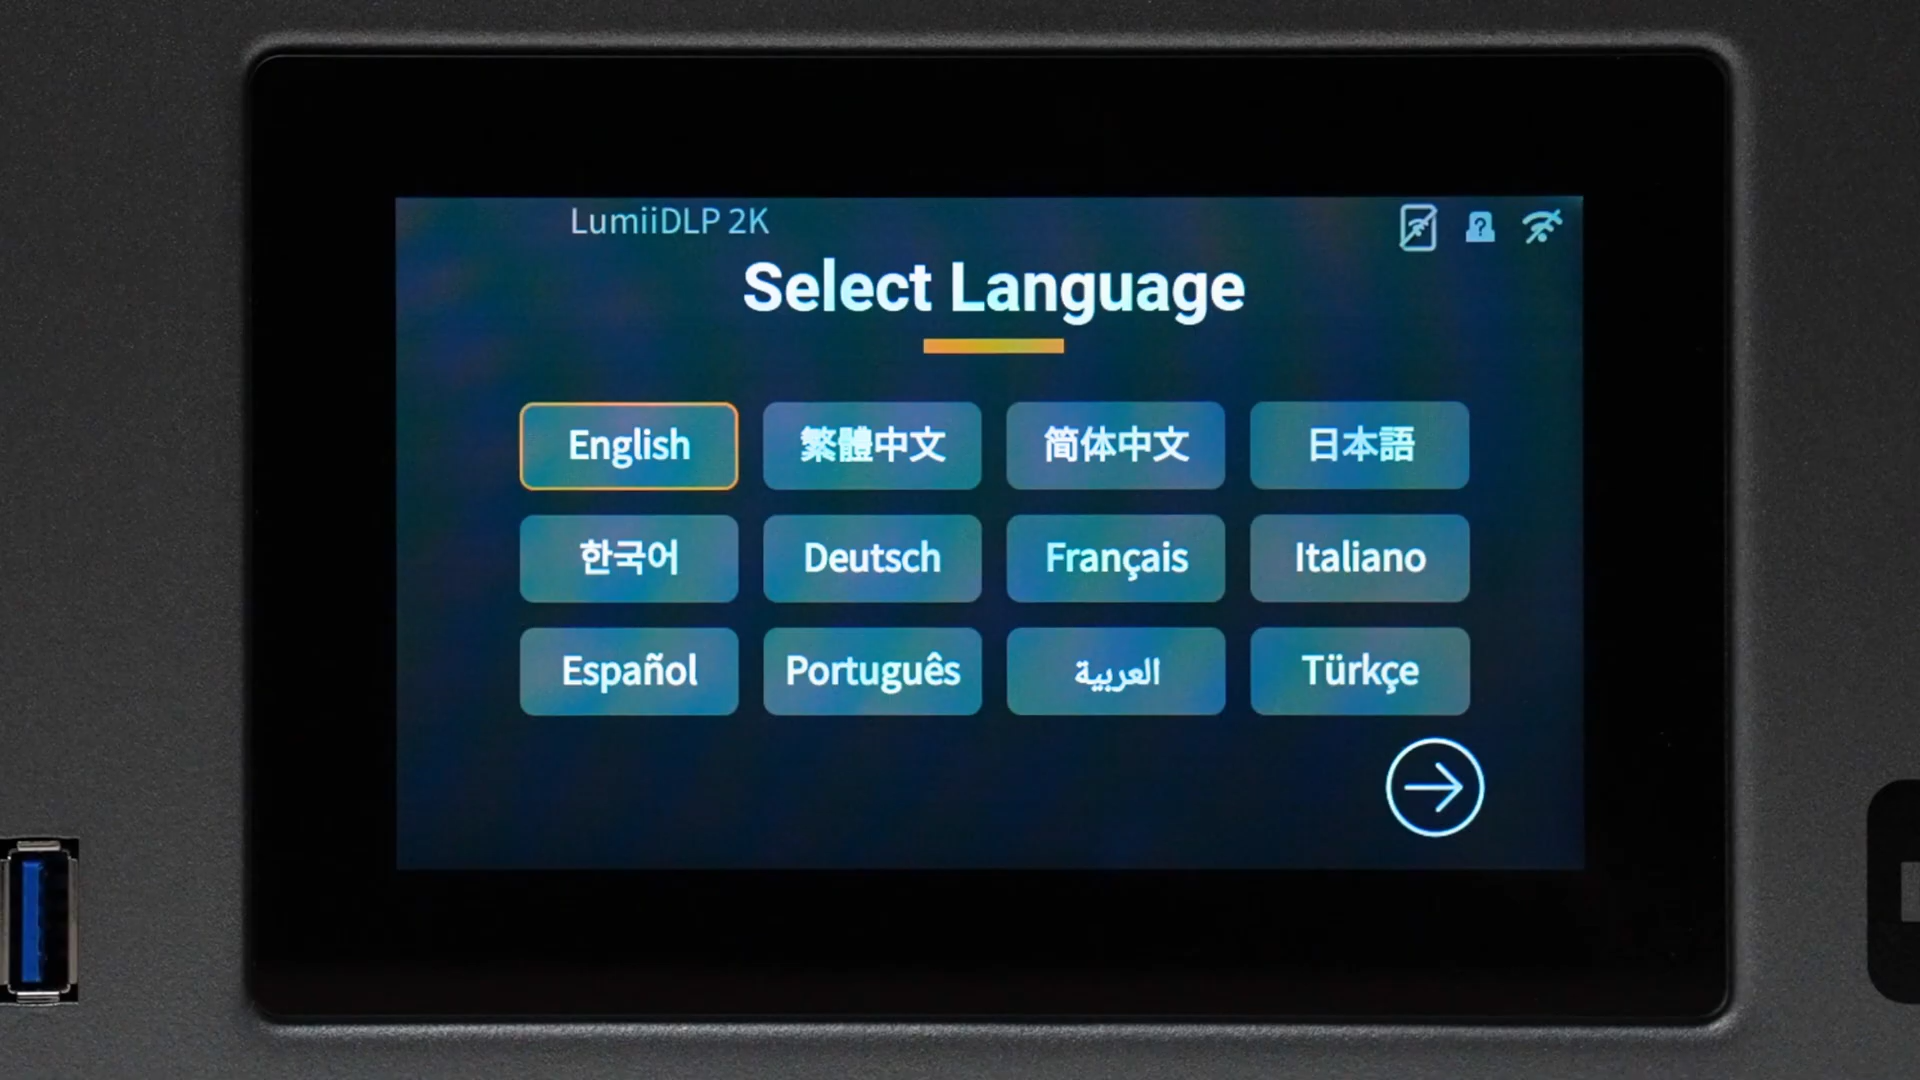 LumiiDLP 2K
Select Language
English
繁體中文
简体中文
日本語
한국어
Deutsch
Français
Italiano
Español
Português
العربية
Türkçe